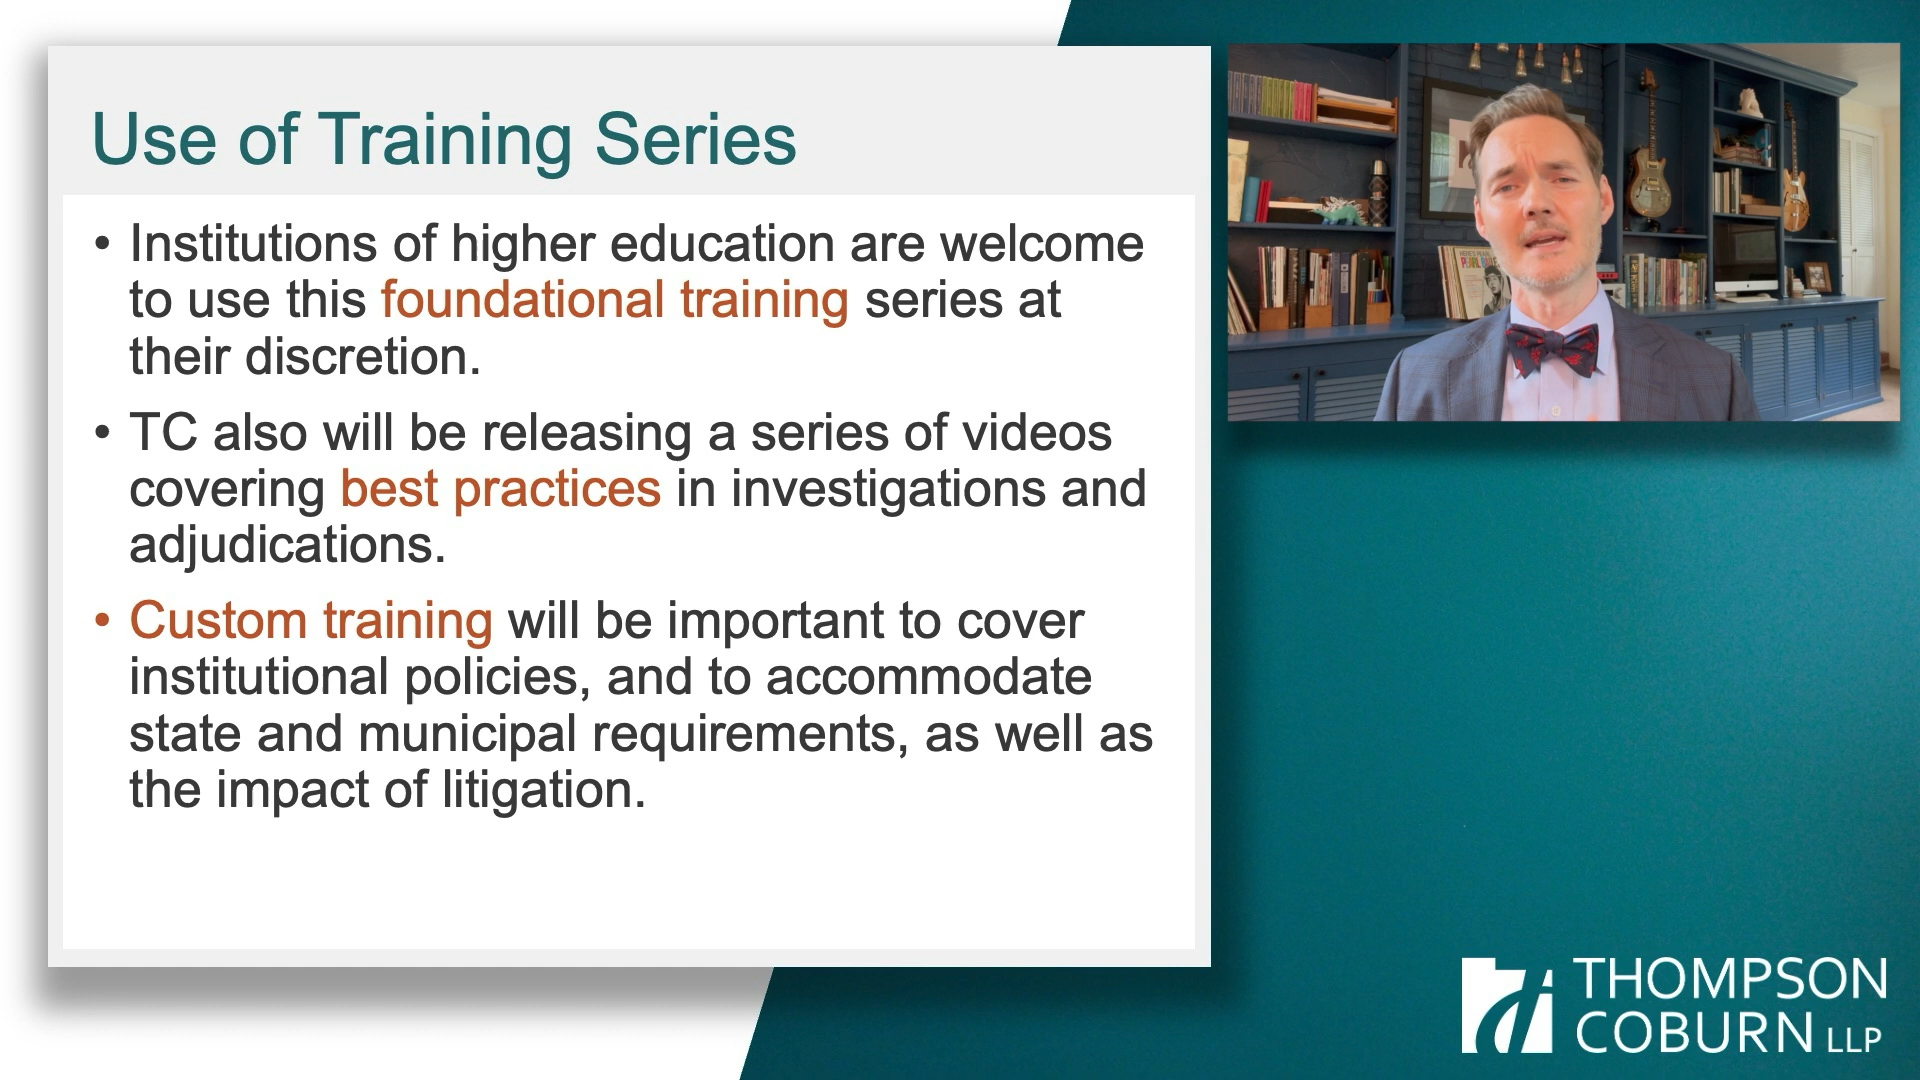 Use of Training Series
• Institutions of higher education are welcome
to use this foundational training series at
their discretion.
• TC also will be releasing a series of videos
covering best practices in investigations and
adjudications.
• Custom training will be important to cover
institutional policies, and to accommodate
state and municipal requirements, as well as
the impact of litigation.
THOMPSON
COBURN LLP